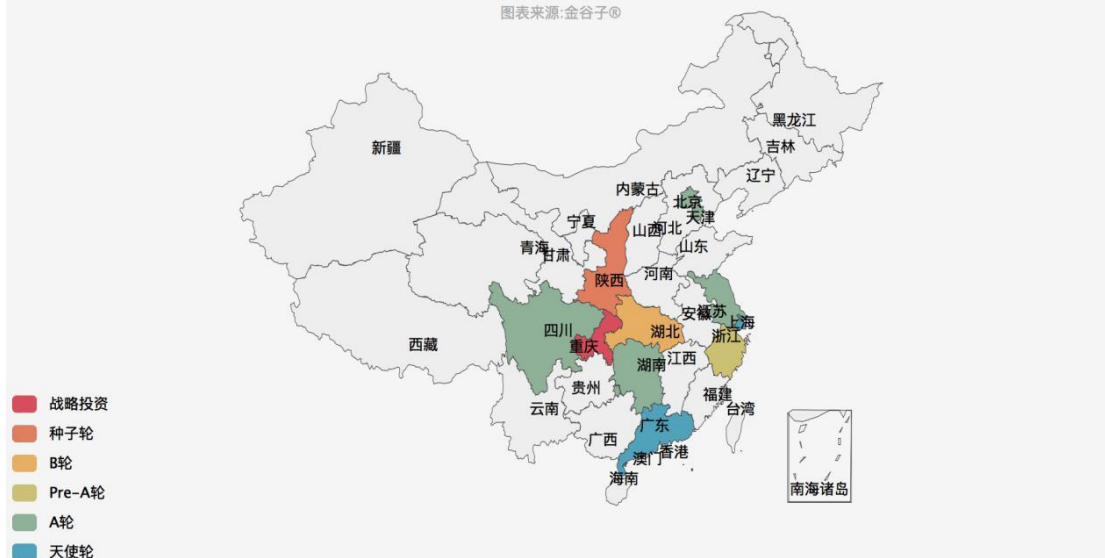 图表来源:金谷子®
黑龙江
吉林
新疆
辽宁
内蒙古
北京
天津
宁夏
山西
河北
山东
青海
甘肃
河南
陕西
安徽
江苏
上海
四川
湖北
浙江
重庆
西藏
江西
湖南
贵州
福建
云南
台湾
广东
广西
香港
澳门
海南
南海诸岛
战略投资
种子轮
B轮
Pre-A轮
A轮
天使轮